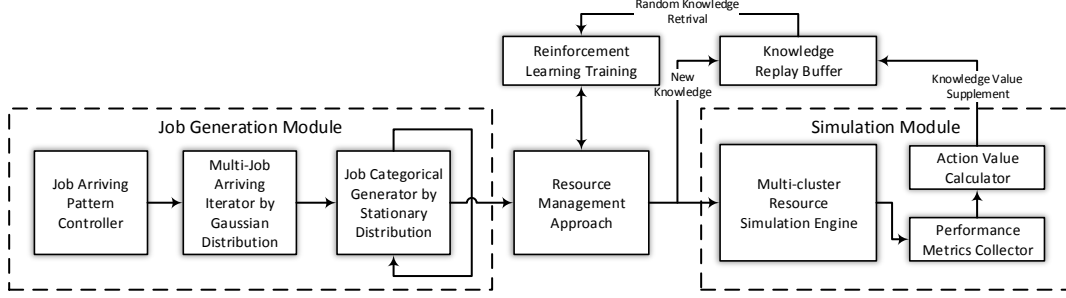 Random Knowledge
Retrival
Reinforcement
Learning Training
Knowledge
Replay Buffer
New
Knowledge
Knowledge Value
Supplement
Job Generation Module
Simulation Module
Job Arriving
Pattern
Controller
Multi-Job
Arriving
Iterator by
Gaussian
Distribution
Job Categorical
Generator by
Stationary
Distribution
Resource
Management
Approach
Multi-cluster
Resource
Simulation Engine
Action Value
Calculator
Performance
Metrics Collector